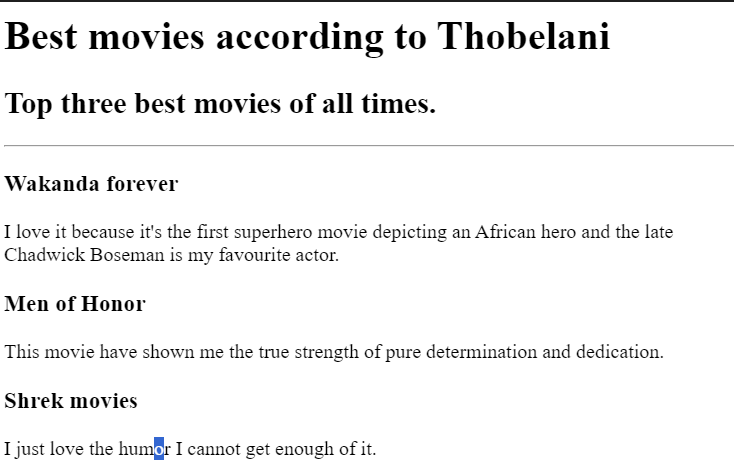 Best movies according to Thobelani
Top three best movies of all times.
Wakanda forever
I love it because it's the first superhero movie depicting an African hero and the late
Chadwick Boseman is my favourite actor.
Men of Honor
This movie have shown me the true strength of pure determination and dedication.
Shrek movies
I just love the humor I cannot get enough of it.